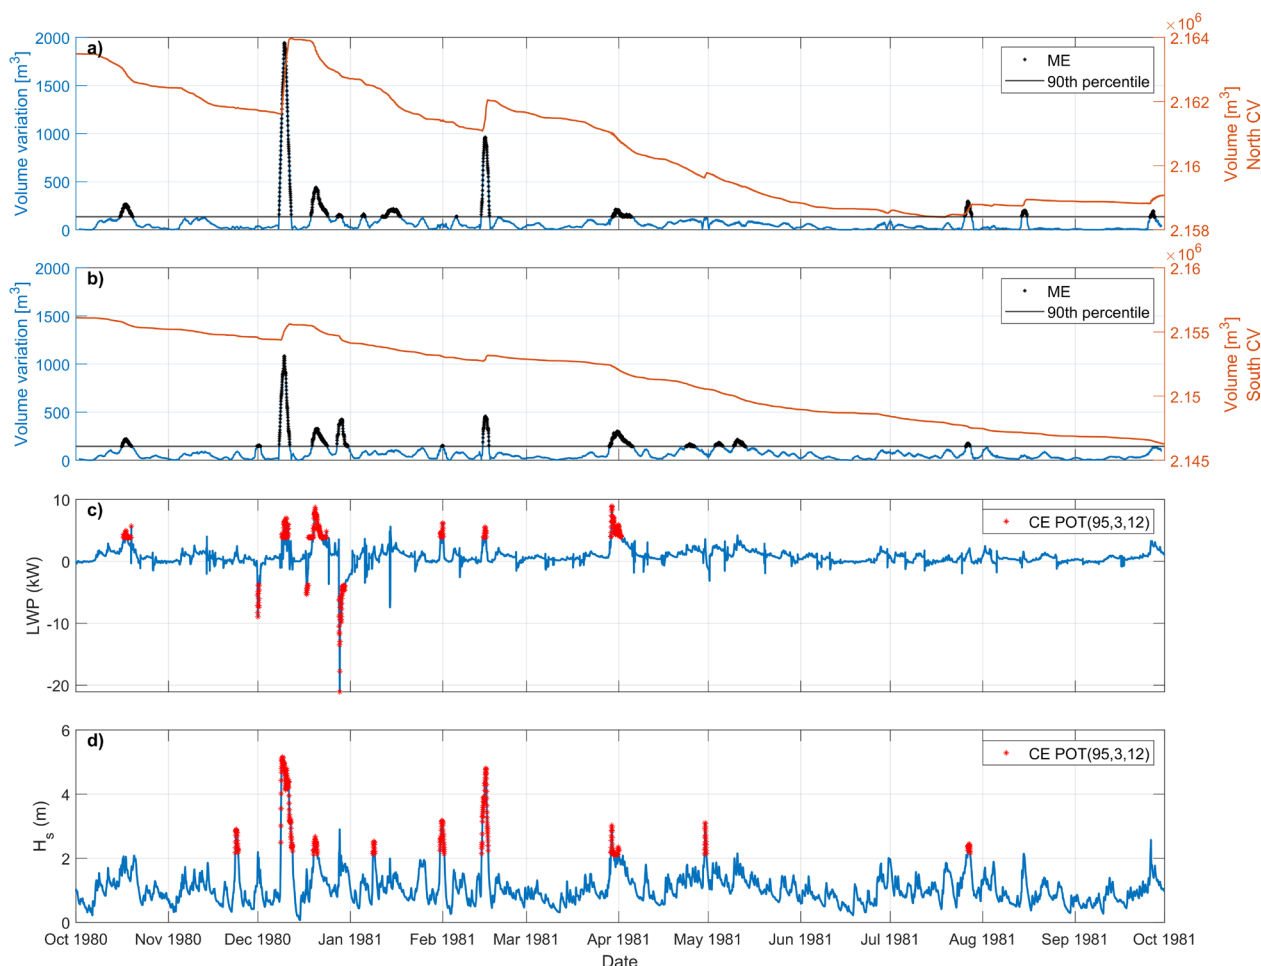 a)
2000
1500
1000
500
0
Volume variation [m³]
×10⁶
2.164
2.162
2.16
2.158
Volume [m³]
North CV
ME
90th percentile
b)
2000
1500
1000
500
0
Volume variation [m³]
×10⁶
2.16
2.155
2.15
2.145
Volume [m³]
South CV
ME
90th percentile
c)
10
0
-10
-20
LWP (kW)
CE POT(95,3,12)
d)
6
4
2
0
Hₛ (m)
CE POT(95,3,12)
Oct 1980 Nov 1980 Dec 1980 Jan 1981 Feb 1981 Mar 1981 Apr 1981 May 1981 Jun 1981 Jul 1981 Aug 1981 Sep 1981 Oct 1981
Date